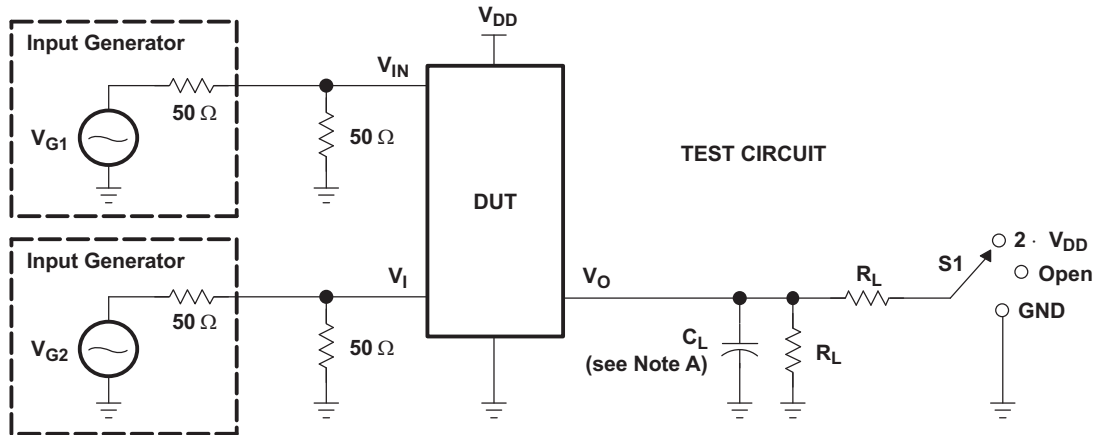 V_DD
Input Generator
V_IN
50 Ω
V_G1
50 Ω
TEST CIRCUIT
DUT
Input Generator
V_I
V_O
50 Ω
V_G2
50 Ω
C_L
(see Note A)
R_L
R_L
S1
2 · V_DD
Open
GND